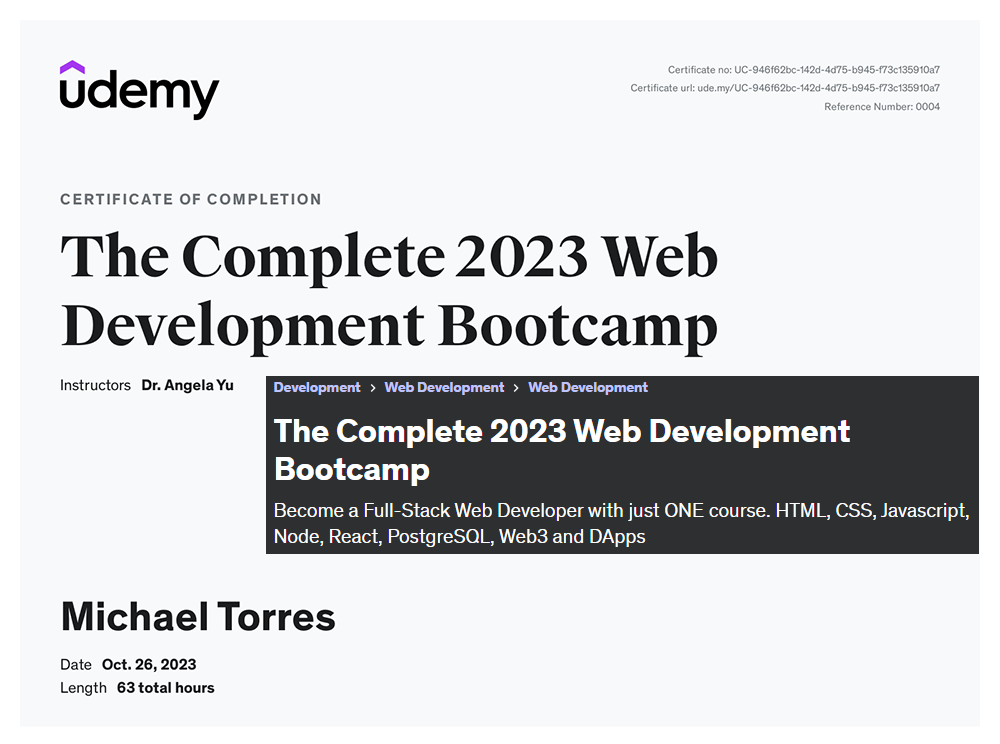 udemy
Certificate no: UC-946f62bc-142d-4d75-b945-f73c135910a7
Certificate url: ude.my/UC-946f62bc-142d-4d75-b945-f73c135910a7
Reference Number: 0004
CERTIFICATE OF COMPLETION
The Complete 2023 Web
Development Bootcamp
Instructors Dr. Angela Yu
Development > Web Development > Web Development
The Complete 2023 Web Development
Bootcamp
Become a Full-Stack Web Developer with just ONE course. HTML, CSS, Javascript,
Node, React, PostgreSQL, Web3 and DApps
Michael Torres
Date Oct. 26, 2023
Length 63 total hours